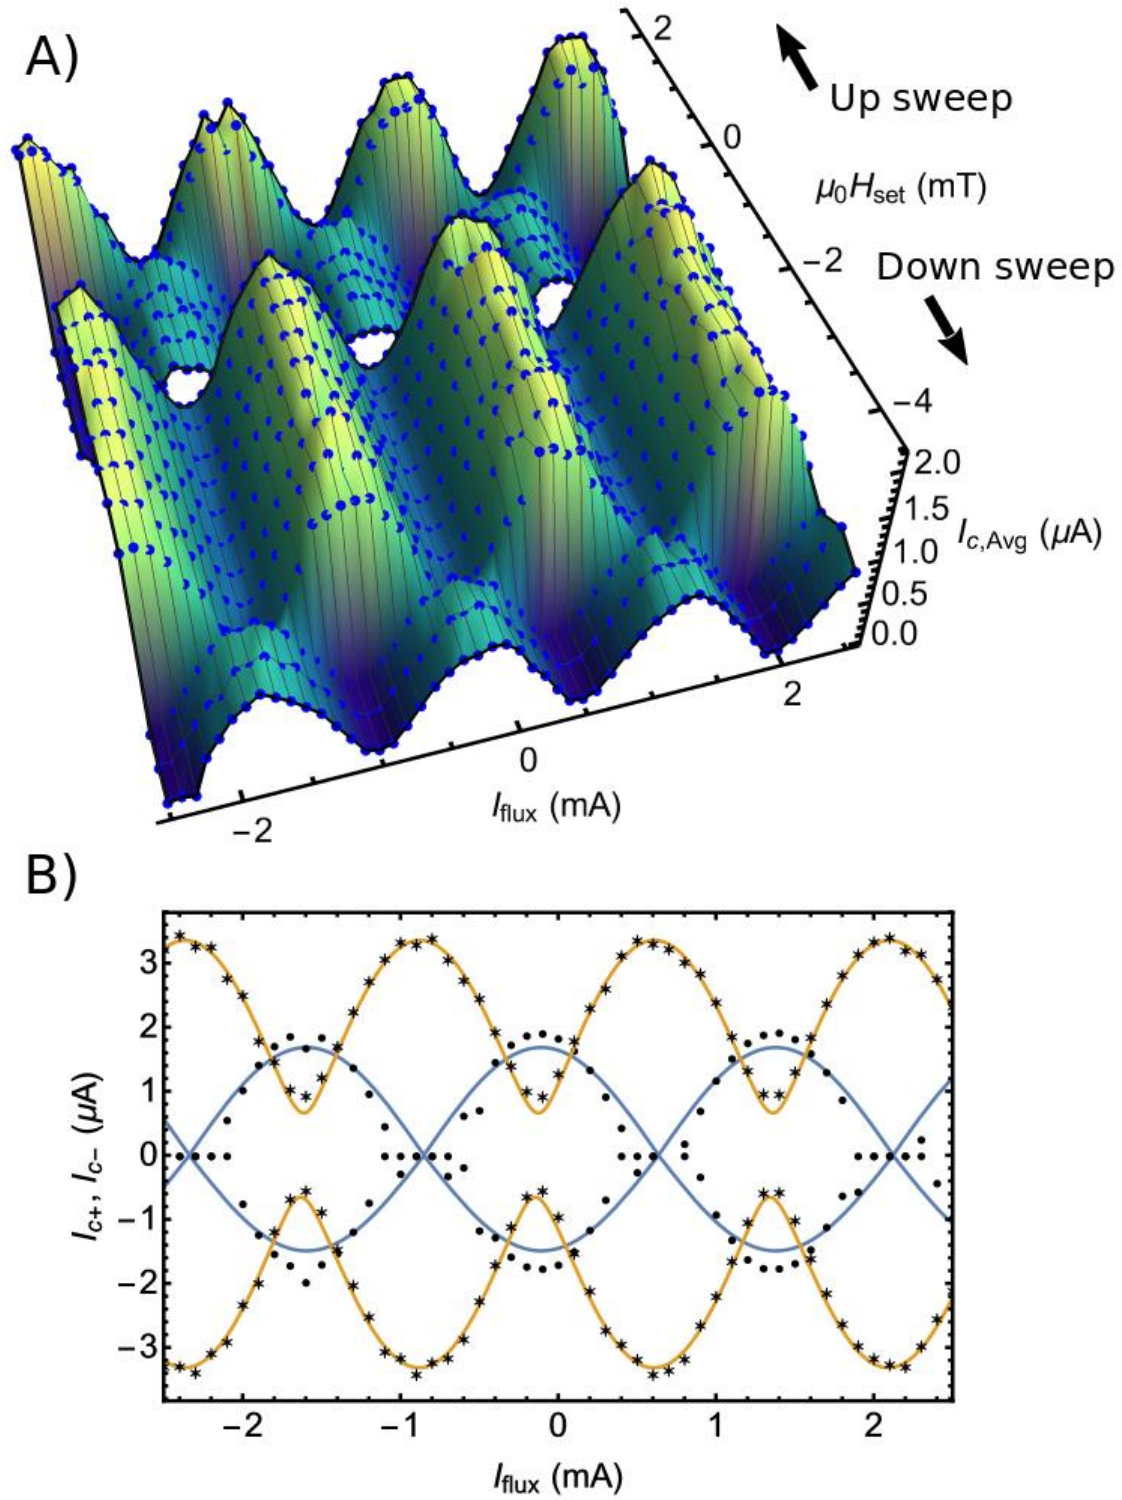 A)
2
Up sweep
0
μ₀Hset (mT)
−2
Down sweep
−4
2.0
1.5
Ic,Avg (μA)
1.0
0.5
0.0
2
0
−2
Iflux (mA)
B)
3
2
1
0
−1
−2
−3
Ic+, Ic− (μA)
−2 −1 0 1 2
Iflux (mA)